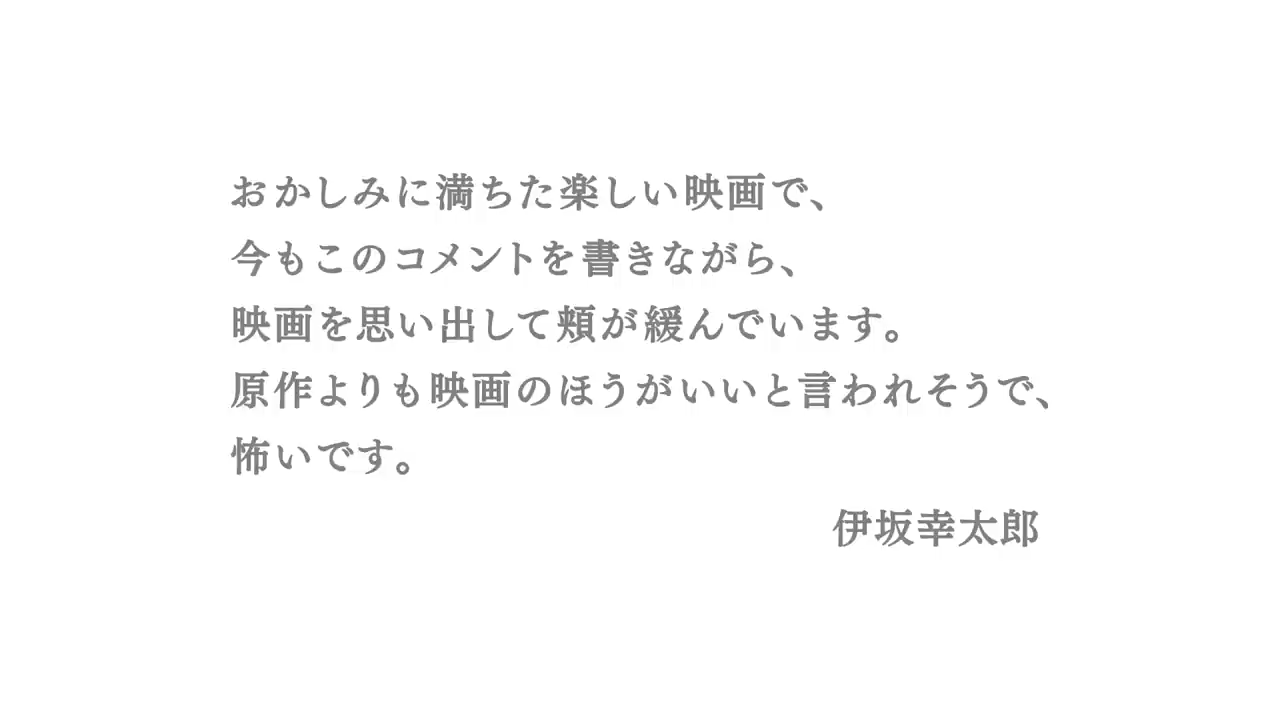 おかしみに満ちた楽しい映画で、
今もこのコメントを書きながら、
映画を思い出して頬が緩んでいます。
原作よりも映画のほうがいいと言われそうで、
怖いです。
伊坂幸太郎